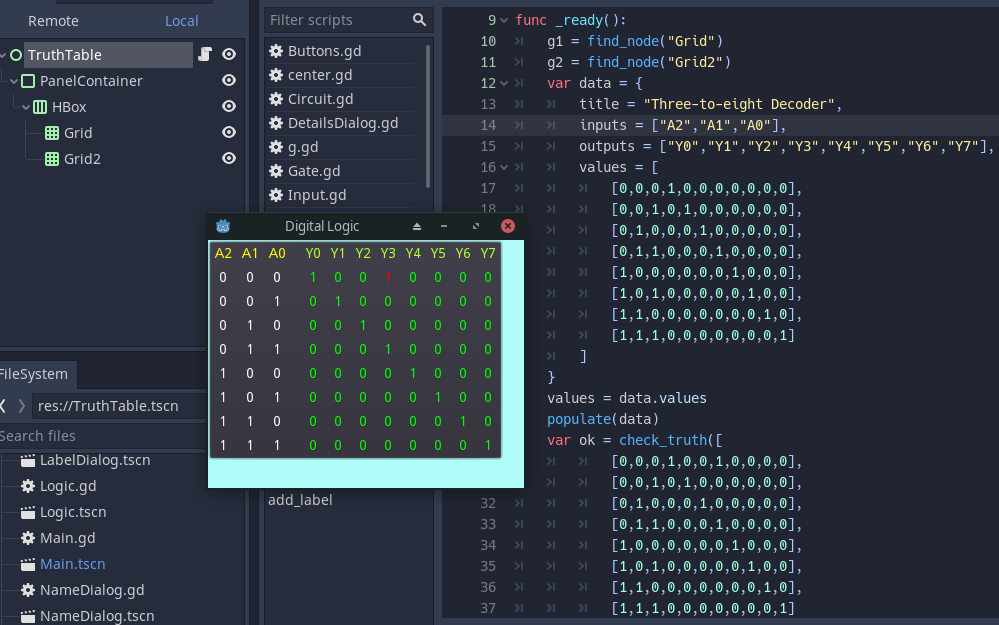 Remote Local
TruthTable
PanelContainer
HBox
Grid
Grid2
FileSystem
res://TruthTable.tscn
Search files
LabelDialog.tscn
Logic.gd
Logic.tscn
Main.gd
Main.tscn
NameDialog.gd
NameDialog.tscn
Filter scripts
Buttons.gd
center.gd
Circuit.gd
DetailsDialog.gd
g.gd
Gate.gd
Input.gd
add_label
Digital Logic
A2 A1 A0 Y0 Y1 Y2 Y3 Y4 Y5 Y6 Y7
0 0 0 1 0 0 1 0 0 0 0
0 0 1 0 1 0 0 0 0 0 0
0 1 0 0 0 1 0 0 0 0 0
0 1 1 0 0 0 1 0 0 0 0
1 0 0 0 0 0 0 1 0 0 0
1 0 1 0 0 0 0 0 1 0 0
1 1 0 0 0 0 0 0 0 1 0
1 1 1 0 0 0 0 0 0 0 1
9 func _ready():
10 g1 = find_node("Grid")
11 g2 = find_node("Grid2")
12 var data = {
13 title = "Three-to-eight Decoder",
14 inputs = ["A2","A1","A0"],
15 outputs = ["Y0","Y1","Y2","Y3","Y4","Y5","Y6","Y7"],
16 values = [
17 [0,0,0,1,0,0,0,0,0,0,0],
18 [0,0,1,0,1,0,0,0,0,0,0],
[0,1,0,0,0,1,0,0,0,0,0],
[0,1,1,0,0,0,1,0,0,0,0],
[1,0,0,0,0,0,0,1,0,0,0],
[1,0,1,0,0,0,0,0,1,0,0],
[1,1,0,0,0,0,0,0,0,1,0],
[1,1,1,0,0,0,0,0,0,0,1]
]
}
values = data.values
populate(data)
var ok = check_truth([
[0,0,0,1,0,0,1,0,0,0,0],
[0,0,1,0,1,0,0,0,0,0,0],
32 [0,1,0,0,0,1,0,0,0,0,0],
33 [0,1,1,0,0,0,1,0,0,0,0],
34 [1,0,0,0,0,0,0,1,0,0,0],
35 [1,0,1,0,0,0,0,0,1,0,0],
36 [1,1,0,0,0,0,0,0,0,1,0],
37 [1,1,1,0,0,0,0,0,0,0,1]